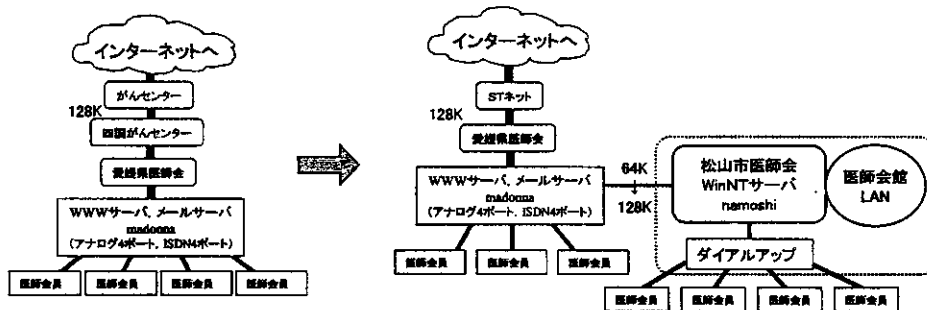 インターネットへ
がんセンター
128K
四国がんセンター
愛媛県医師会
WWWサーバ, メールサーバ
madonna
(アナログ4ポート, ISDN4ポート)
医師会員
医師会員
医師会員
医師会員
インターネットへ
STネット
128K
愛媛県医師会
WWWサーバ, メールサーバ
madonna
(アナログ4ポート, ISDN4ポート)
医師会員
医師会員
医師会員
64K
128K
松山市医師会
WinNTサーバ
namoshi
医師会館
LAN
ダイアルアップ
医師会員
医師会員
医師会員
医師会員